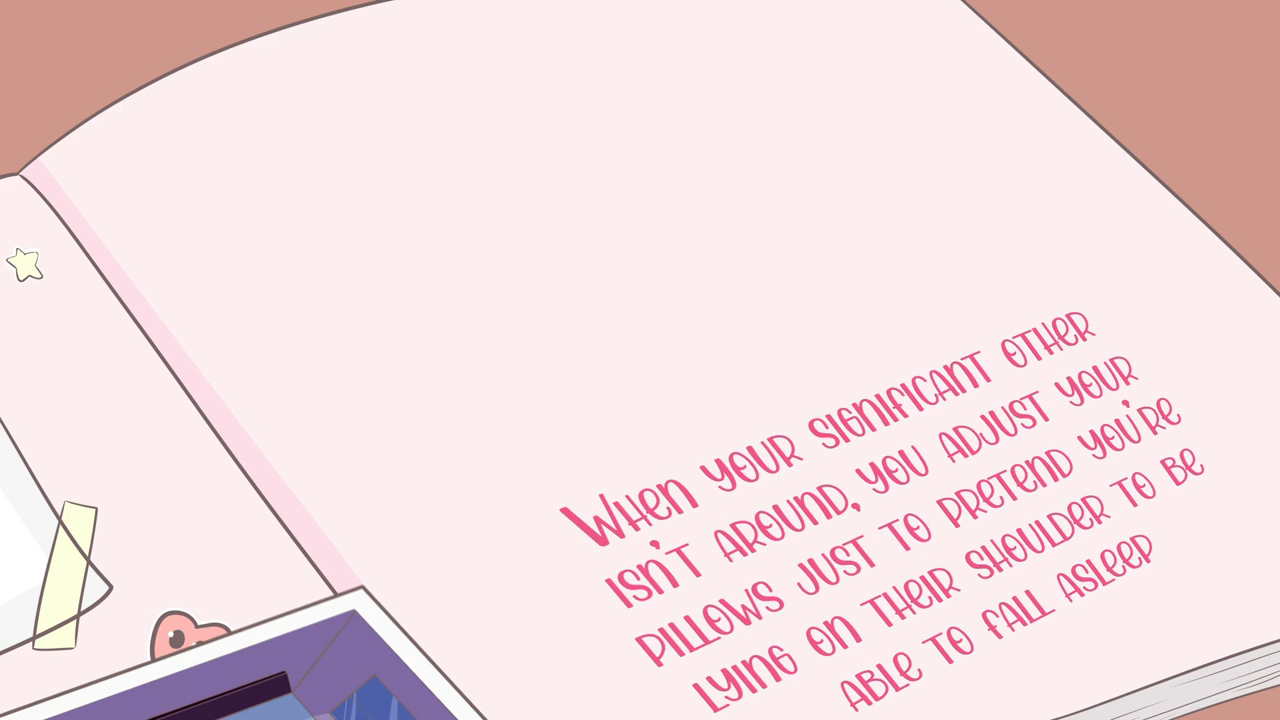 When your significant other
isn't around, you adjust your
pillows just to pretend you're
lying on their shoulder to be
able to fall asleep